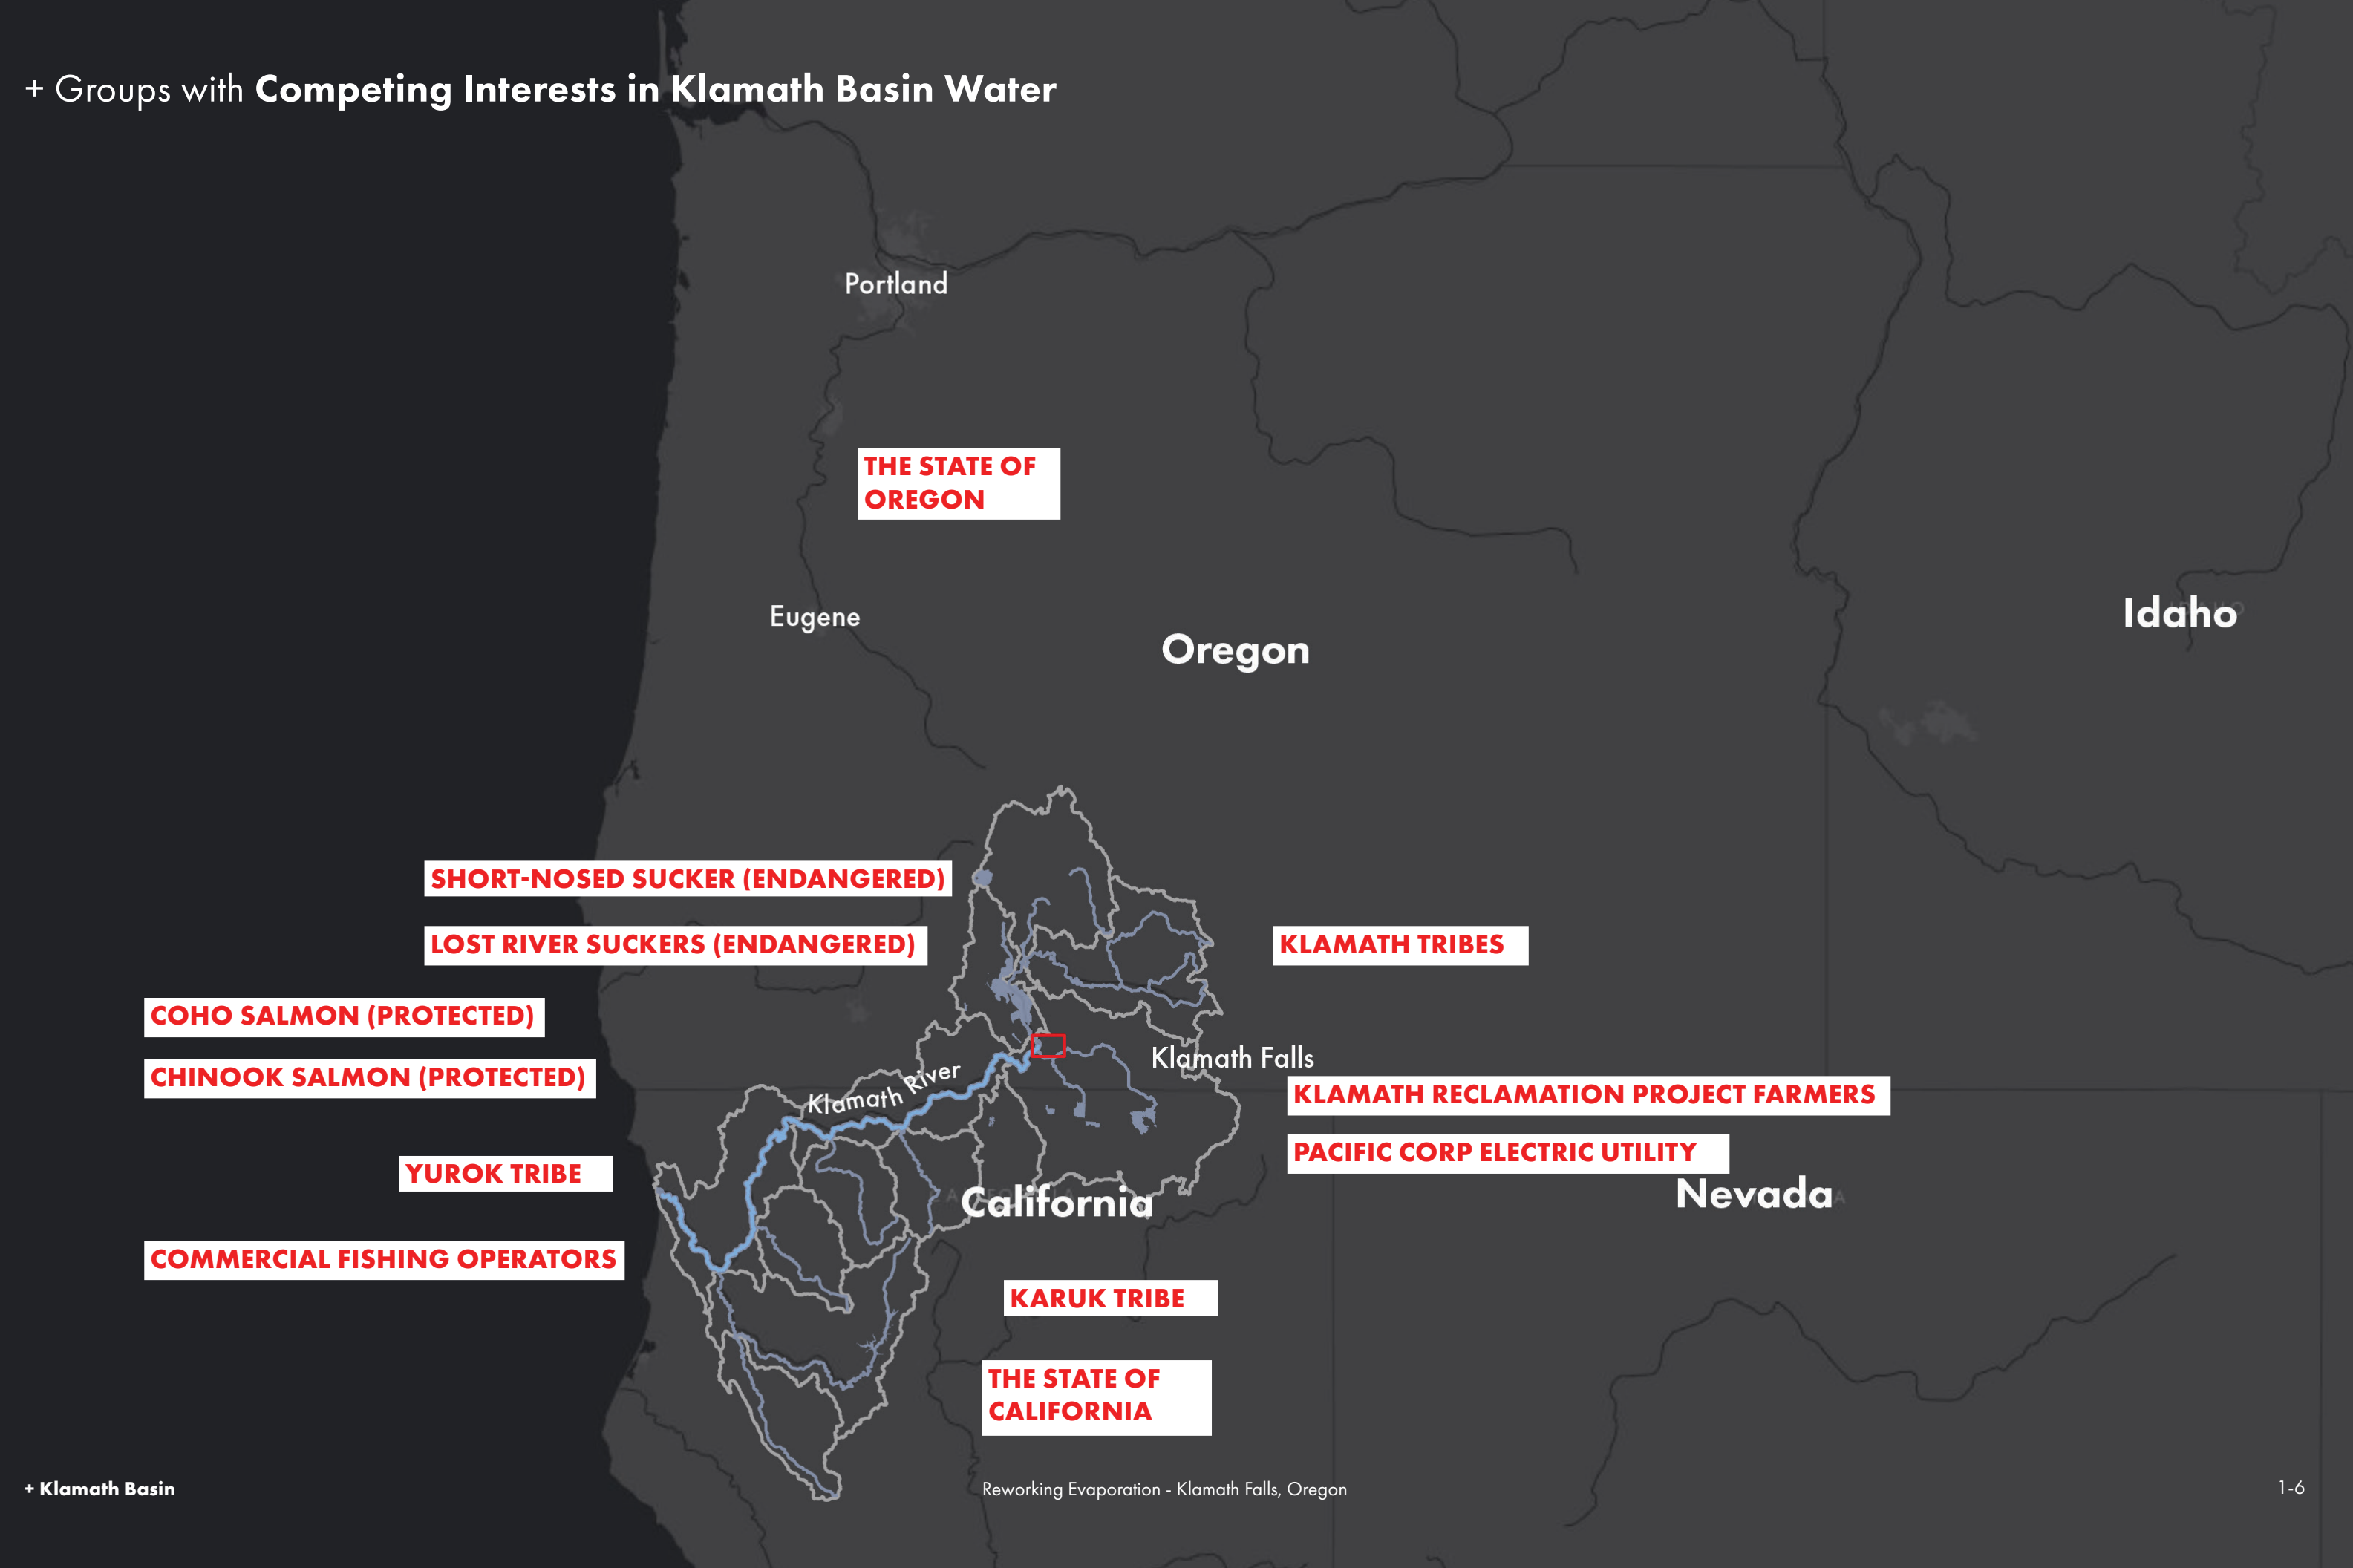 + Groups with Competing Interests in Klamath Basin Water
Portland
THE STATE OF
OREGON
Eugene
Oregon
Idaho
SHORT-NOSED SUCKER (ENDANGERED)
LOST RIVER SUCKERS (ENDANGERED)
KLAMATH TRIBES
COHO SALMON (PROTECTED)
CHINOOK SALMON (PROTECTED)
Klamath Falls
Klamath River
KLAMATH RECLAMATION PROJECT FARMERS
PACIFIC CORP ELECTRIC UTILITY
YUROK TRIBE
California
Nevada
COMMERCIAL FISHING OPERATORS
KARUK TRIBE
THE STATE OF
CALIFORNIA
+ Klamath Basin
Reworking Evaporation - Klamath Falls, Oregon
1-6